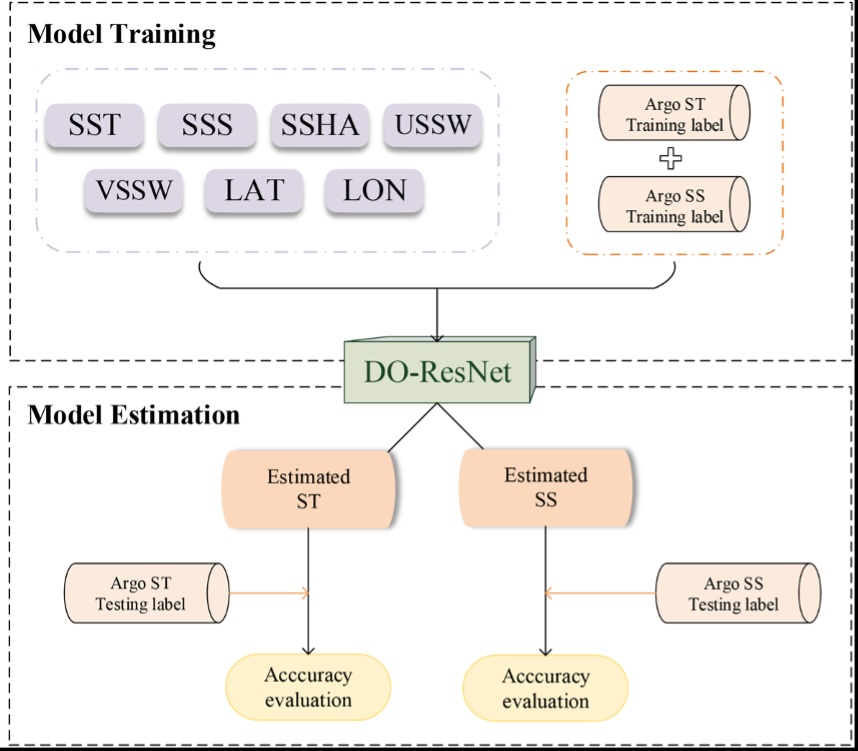 Model Training
SST SSS SSHA USSW
VSSW LAT LON
Argo ST
Training label
Argo SS
Training label
DO-ResNet
Model Estimation
Estimated
ST
Estimated
SS
Argo ST
Testing label
Argo SS
Testing label
Acccuracy
evaluation
Acccuracy
evaluation